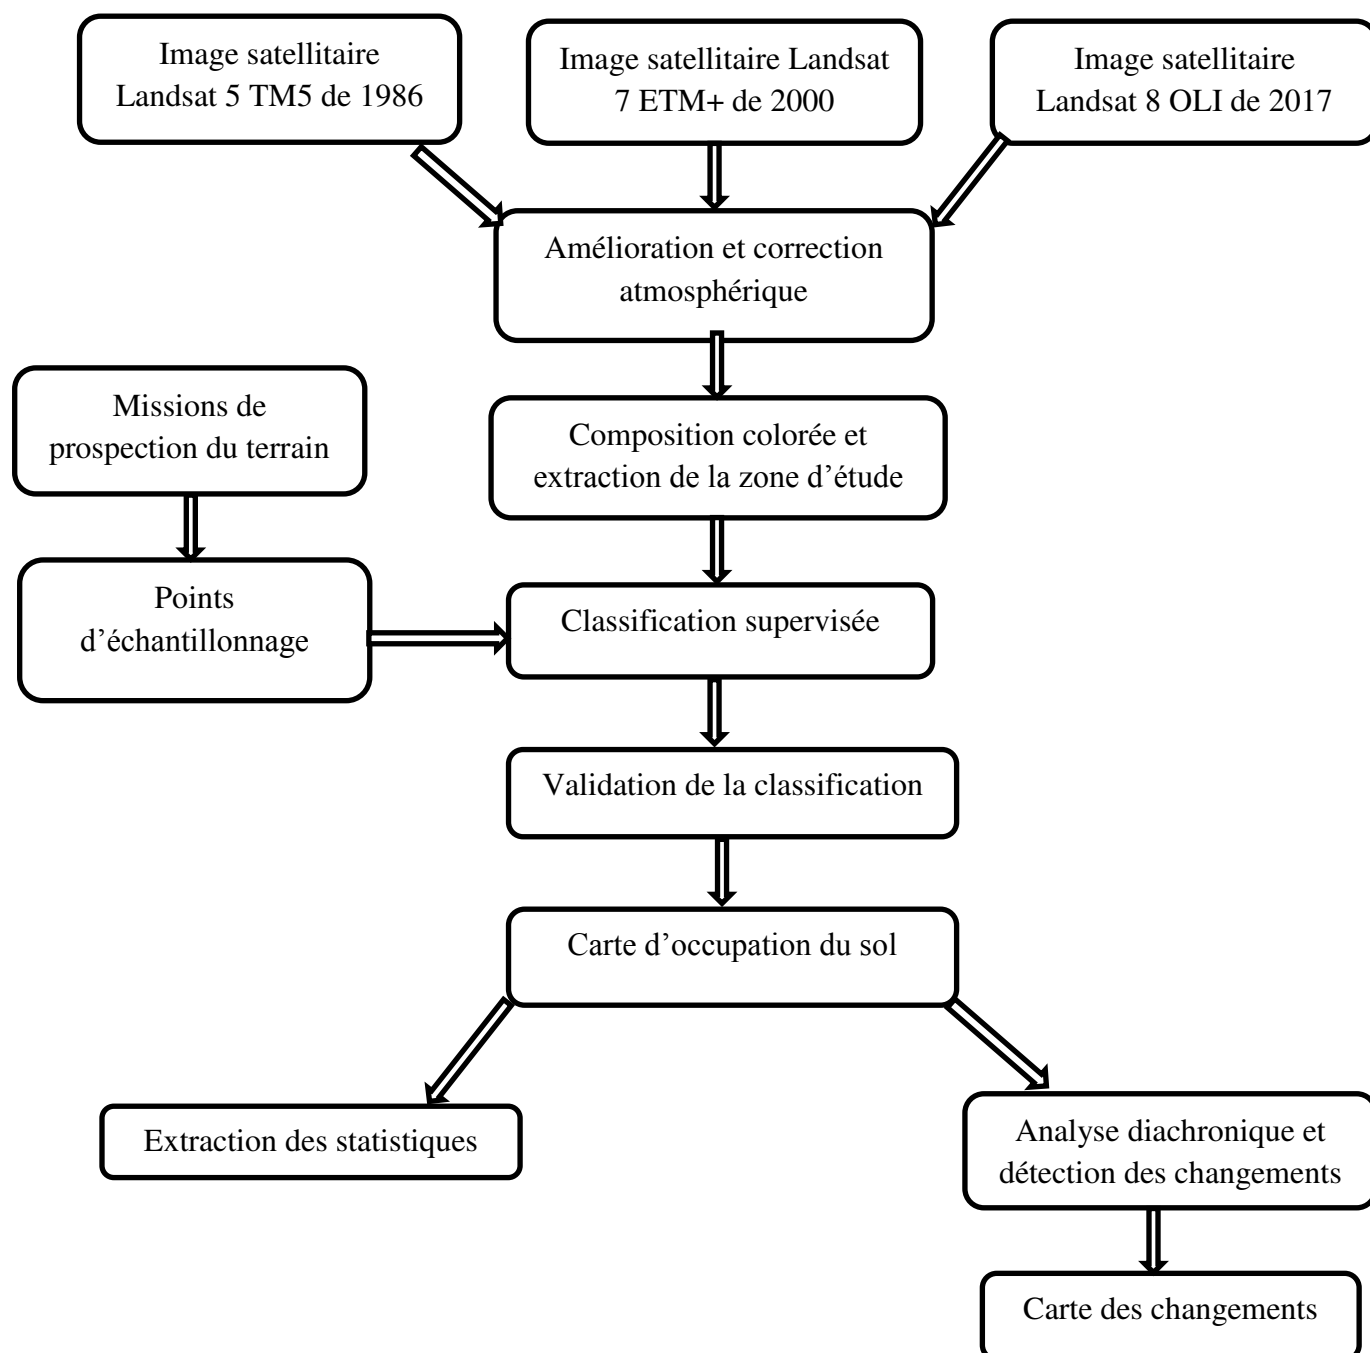 Image satellitaire
Landsat 5 TM5 de 1986
Image satellitaire Landsat
7 ETM+ de 2000
Image satellitaire
Landsat 8 OLI de 2017
Amélioration et correction
atmosphérique
Missions de
prospection du terrain
Composition colorée et
extraction de la zone d’étude
Points
d’échantillonnage
Classification supervisée
Validation de la classification
Carte d’occupation du sol
Extraction des statistiques
Analyse diachronique et
détection des changements
Carte des changements